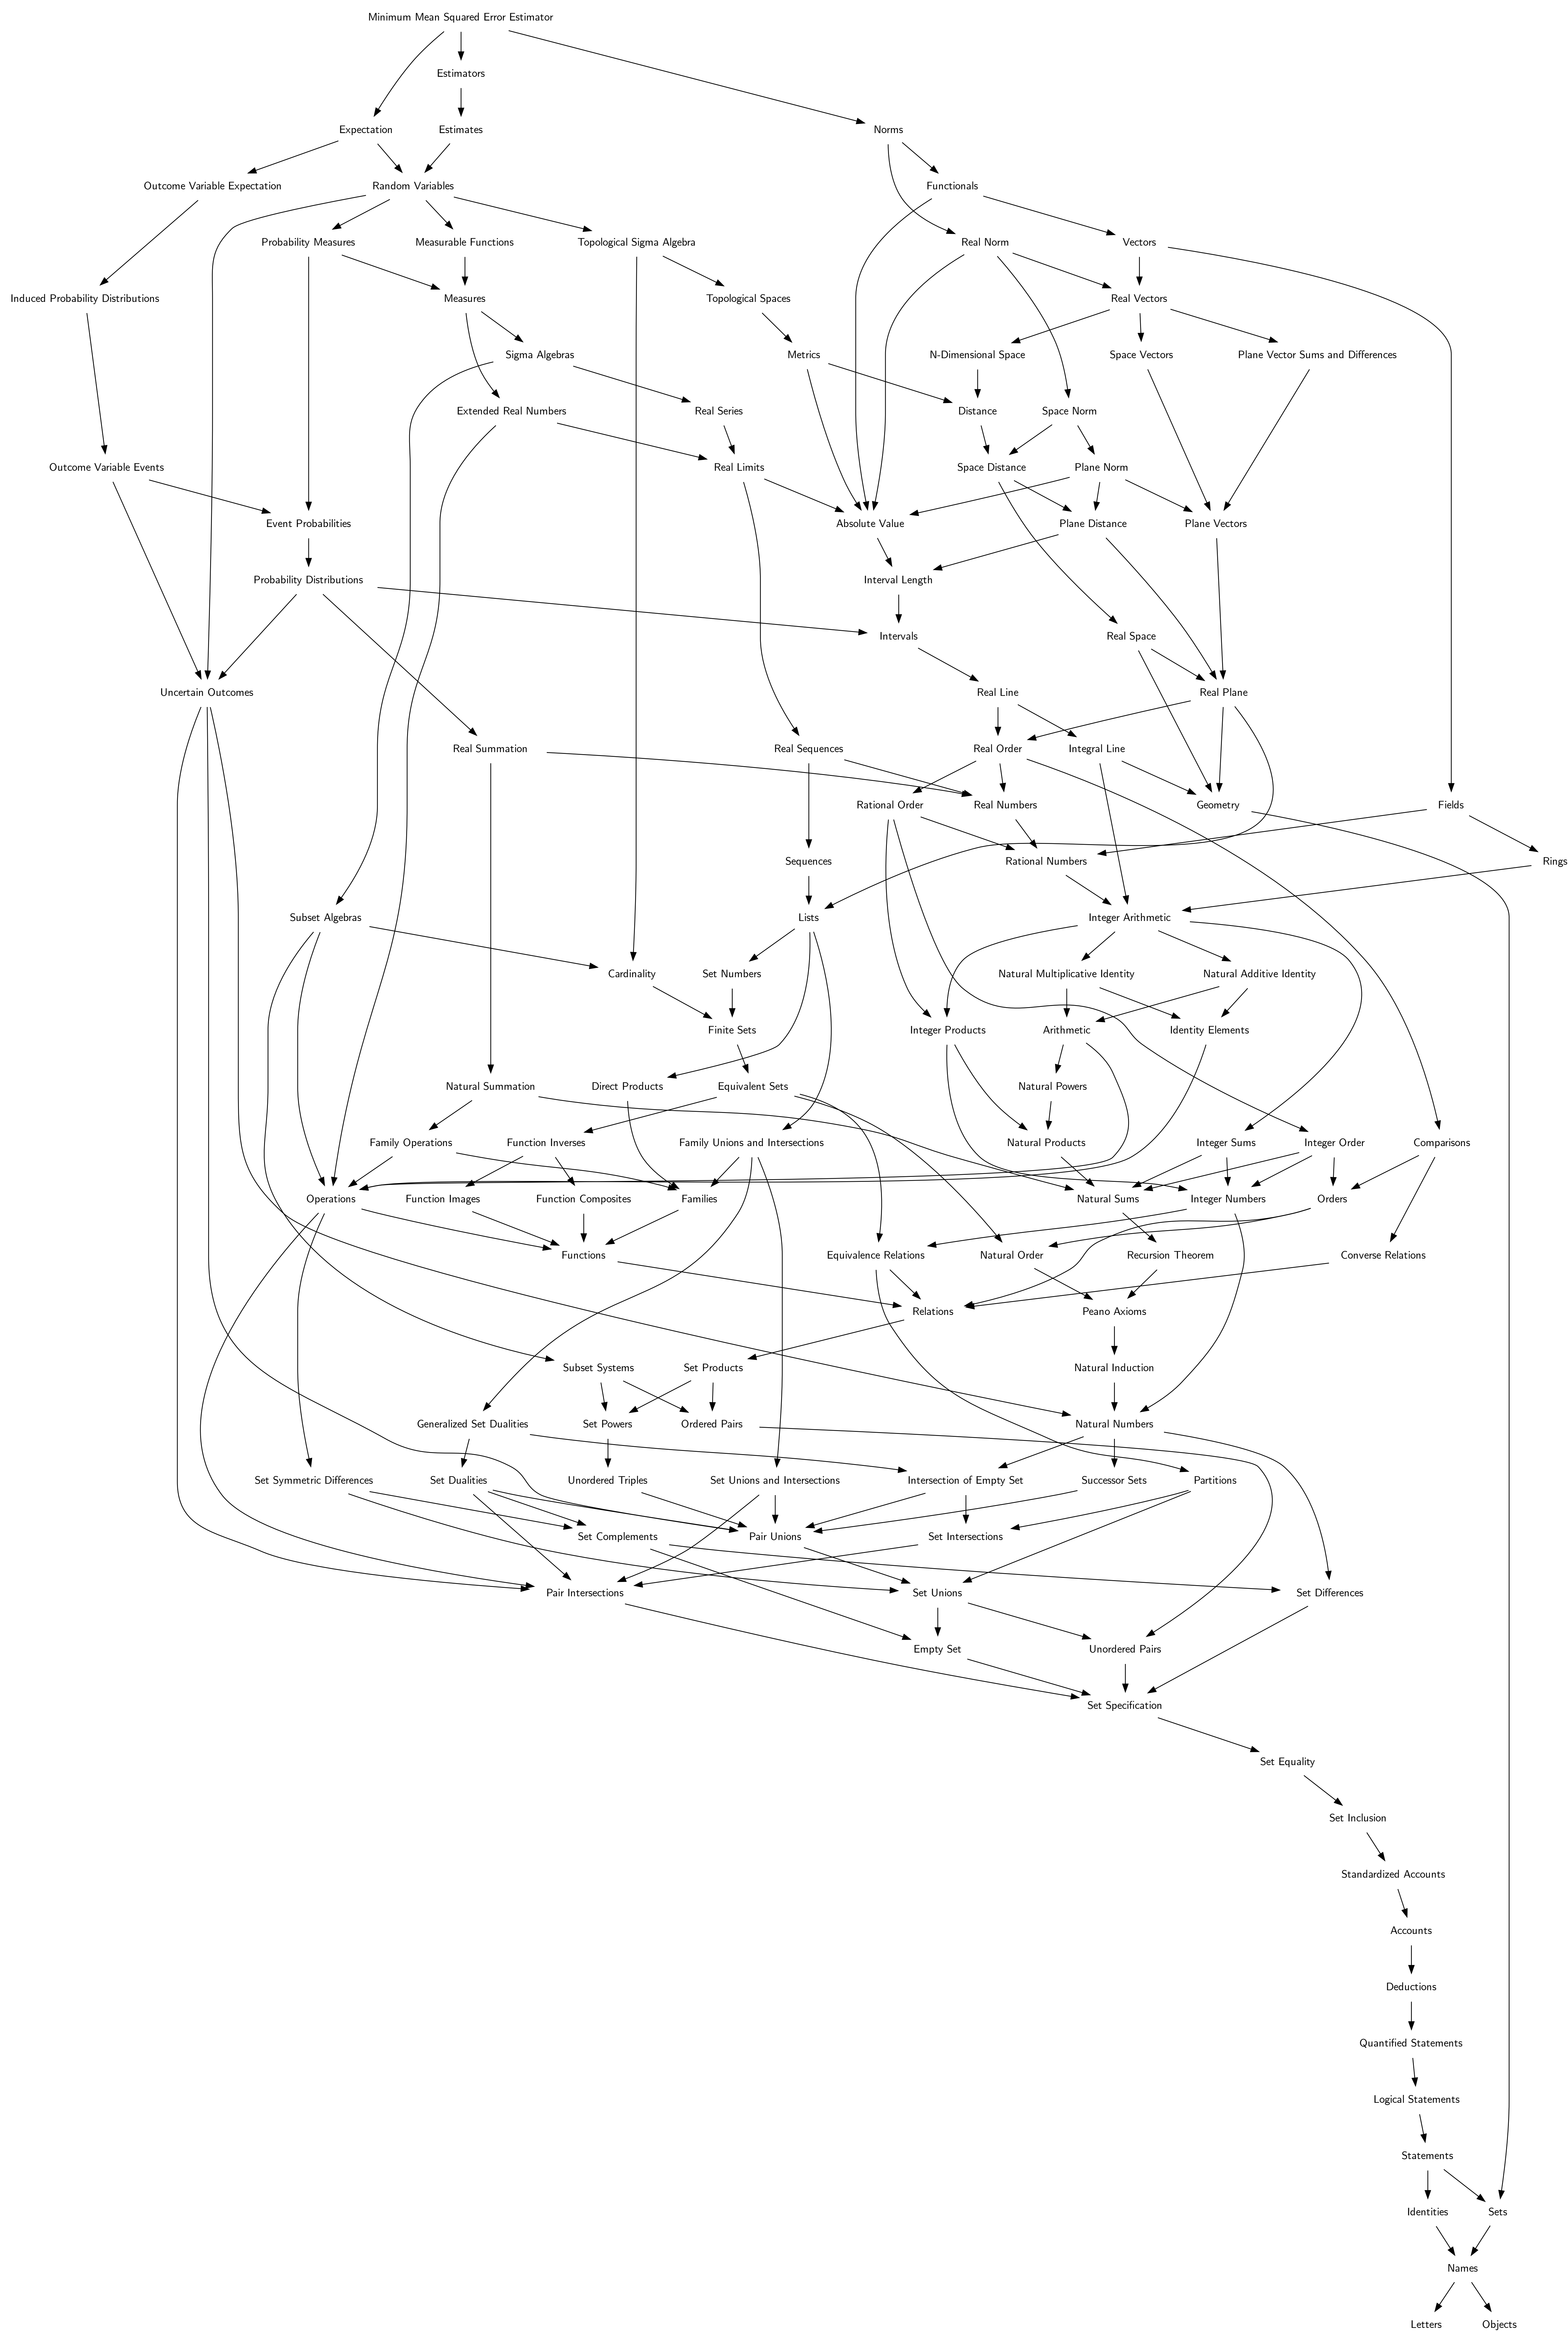 Minimum Mean Squared Error Estimator
Estimators
Expectation
Estimates
Norms
Outcome Variable Expectation
Random Variables
Functionals
Probability Measures
Measurable Functions
Topological Sigma Algebra
Real Norm
Vectors
Induced Probability Distributions
Measures
Topological Spaces
Real Vectors
Sigma Algebras
Metrics
N-Dimensional Space
Space Vectors
Plane Vector Sums and Differences
Extended Real Numbers
Real Series
Distance
Space Norm
Outcome Variable Events
Real Limits
Space Distance
Plane Norm
Event Probabilities
Absolute Value
Plane Distance
Plane Vectors
Probability Distributions
Interval Length
Intervals
Real Space
Uncertain Outcomes
Real Line
Real Plane
Real Summation
Real Sequences
Real Order
Integral Line
Rational Order
Real Numbers
Geometry
Fields
Sequences
Rational Numbers
Rings
Subset Algebras
Lists
Integer Arithmetic
Cardinality
Set Numbers
Natural Multiplicative Identity
Natural Additive Identity
Finite Sets
Integer Products
Arithmetic
Identity Elements
Natural Summation
Direct Products
Equivalent Sets
Natural Powers
Family Operations
Function Inverses
Family Unions and Intersections
Natural Products
Integer Sums
Integer Order
Comparisons
Operations
Function Images
Function Composites
Families
Natural Sums
Integer Numbers
Orders
Functions
Equivalence Relations
Natural Order
Recursion Theorem
Converse Relations
Relations
Peano Axioms
Subset Systems
Set Products
Natural Induction
Generalized Set Dualities
Set Powers
Ordered Pairs
Natural Numbers
Set Symmetric Differences
Set Dualities
Unordered Triples
Set Unions and Intersections
Intersection of Empty Set
Successor Sets
Partitions
Set Complements
Pair Unions
Set Intersections
Pair Intersections
Set Unions
Set Differences
Empty Set
Unordered Pairs
Set Specification
Set Equality
Set Inclusion
Standardized Accounts
Accounts
Deductions
Quantified Statements
Logical Statements
Statements
Identities
Sets
Names
Letters
Objects